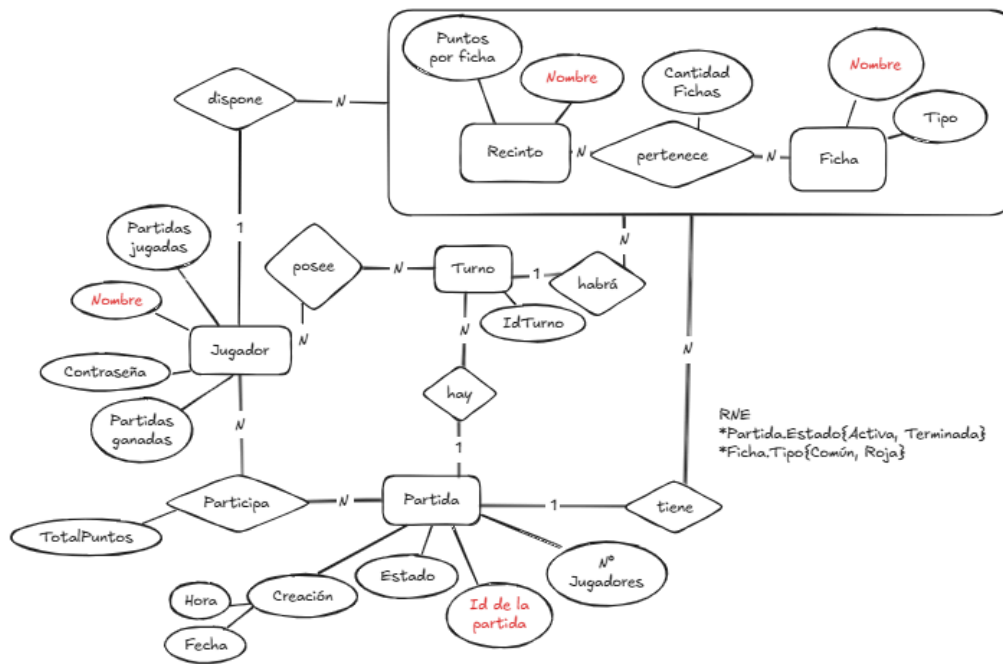 Puntos
por ficha
Nombre
Cantidad
Fichas
Nombre
Tipo
dispone
N
Recinto
N
pertenece
N
Ficha
1
Partidas
jugadas
posee
N
Turno
1
habrá
N
Nombre
IdTurno
N
N
Jugador
N
Contraseña
hay
Partidas
ganadas
N
1
RNE
*Partida.Estado{Activa, Terminada}
*Ficha.Tipo{Común, Roja}
Participa
N
Partida
1
tiene
TotalPuntos
Nº
Jugadores
Estado
Creación
Hora
Fecha
Id de la
partida